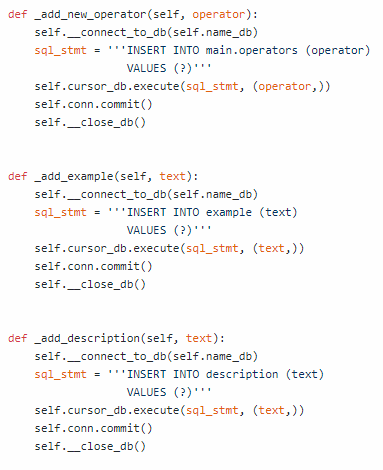 def _add_new_operator(self, operator):
    self.__connect_to_db(self.name_db)
    sql_stmt = '''INSERT INTO main.operators (operator)
                  VALUES (?)'''
    self.cursor_db.execute(sql_stmt, (operator,))
    self.conn.commit()
    self.__close_db()

def _add_example(self, text):
    self.__connect_to_db(self.name_db)
    sql_stmt = '''INSERT INTO example (text)
                  VALUES (?)'''
    self.cursor_db.execute(sql_stmt, (text,))
    self.conn.commit()
    self.__close_db()

def _add_description(self, text):
    self.__connect_to_db(self.name_db)
    sql_stmt = '''INSERT INTO description (text)
                  VALUES (?)'''
    self.cursor_db.execute(sql_stmt, (text,))
    self.conn.commit()
    self.__close_db()